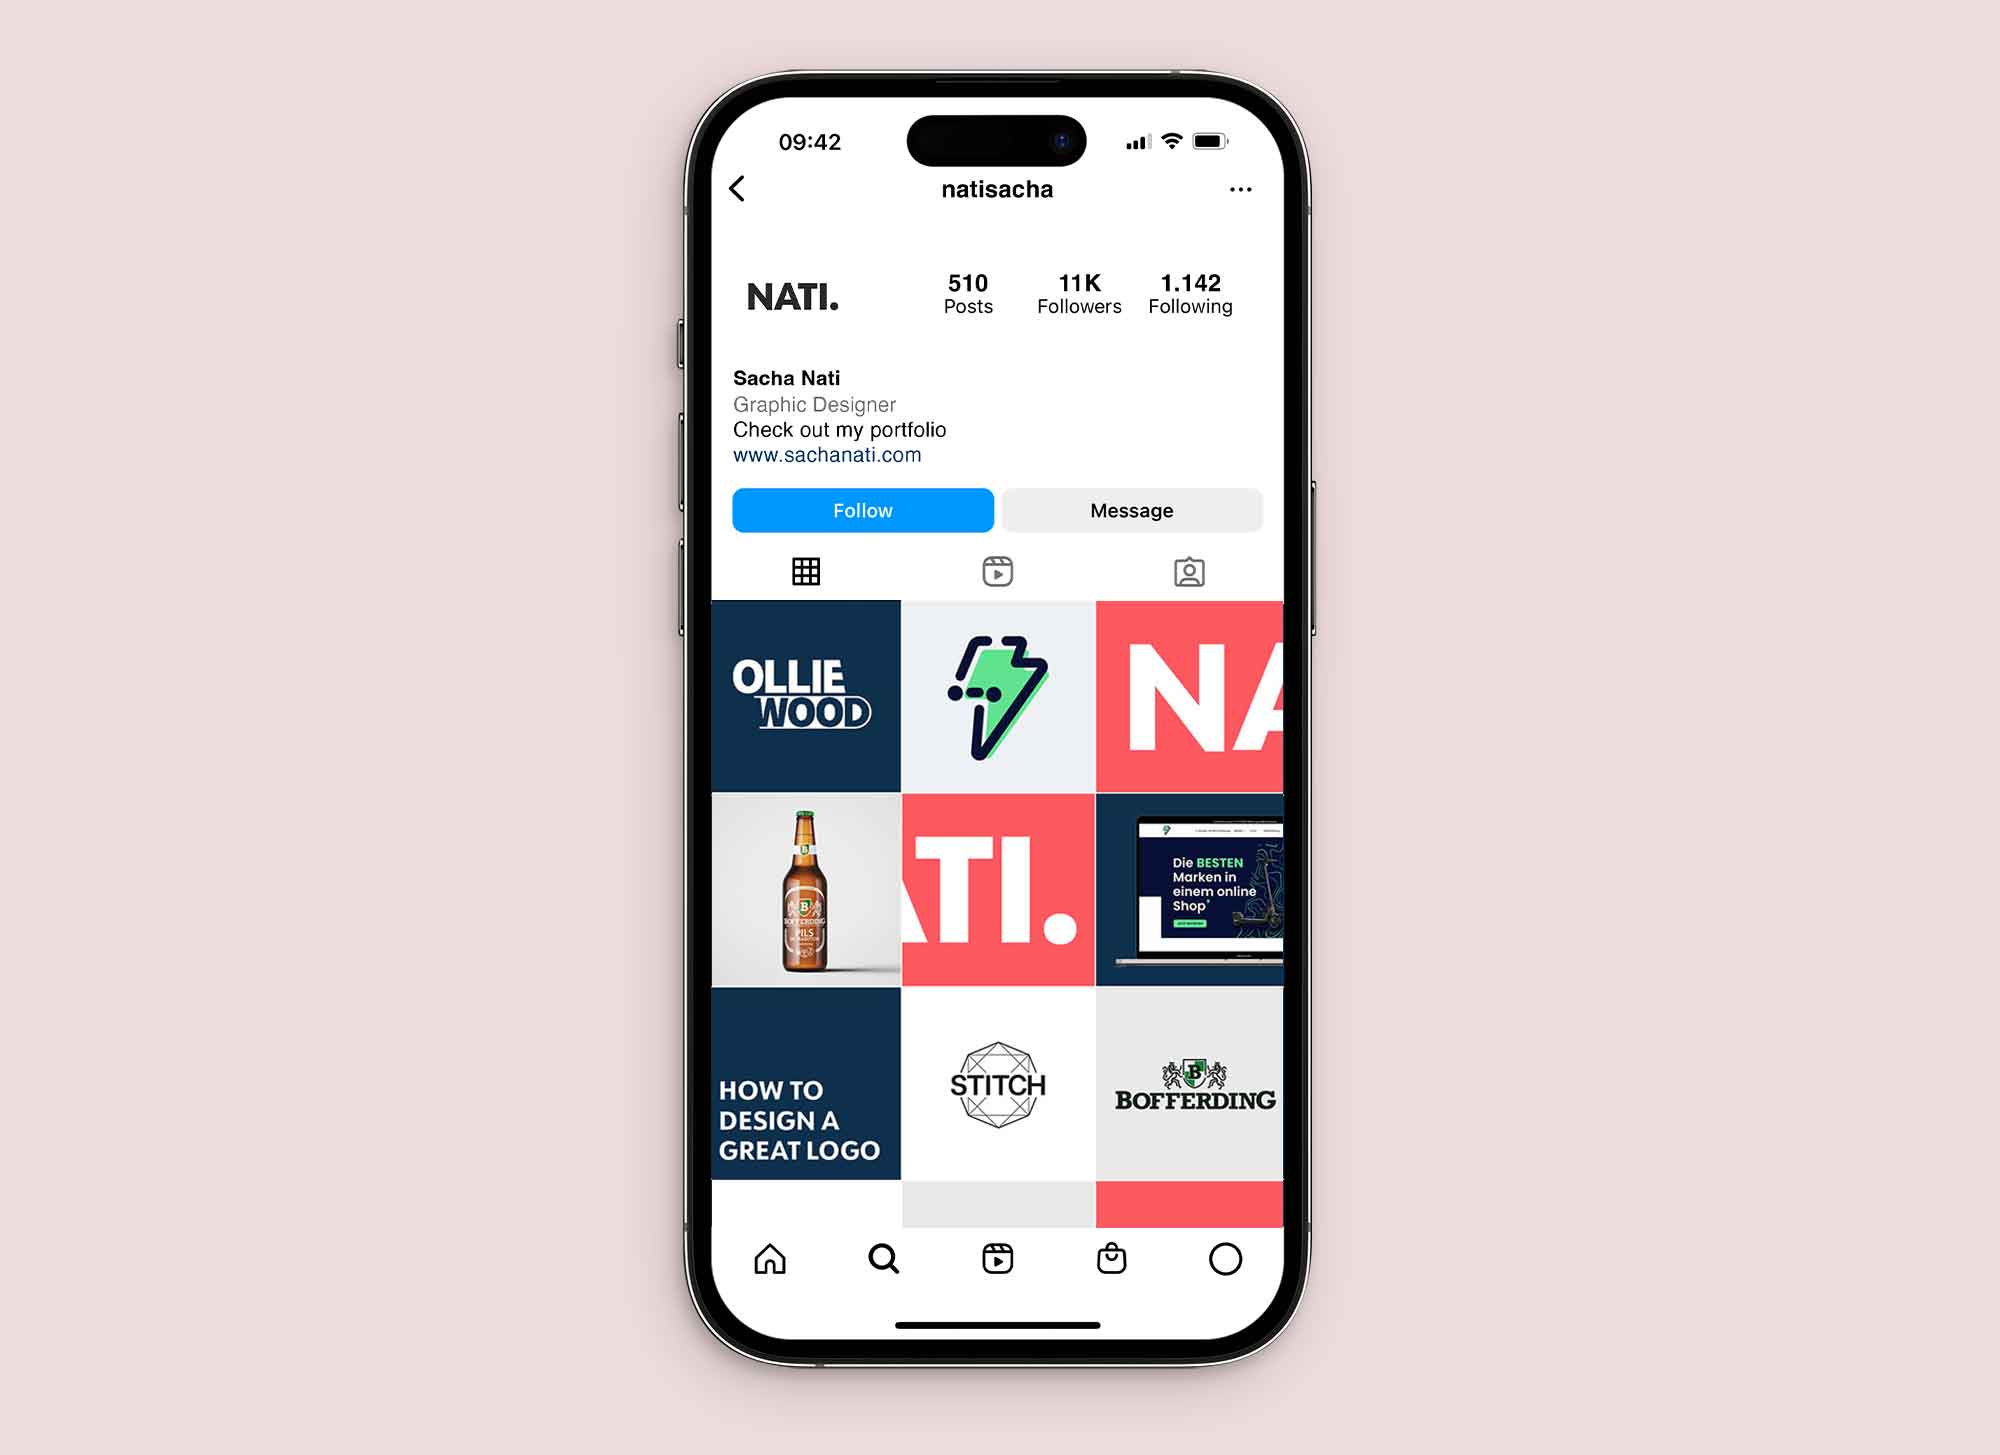 09:42
natisacha
NATI.
510
Posts
11K
Followers
1.142
Following
Sacha Nati
Graphic Designer
Check out my portfolio
www.sachanati.com
Follow
Message
OLLIE
WOOD
NA
B
BOFFERDING
PILS
ATI.
Die BESTEN
Marken in
einem online
Shop
HOW TO
DESIGN A
GREAT LOGO
STITCH
B
BOFFERDING